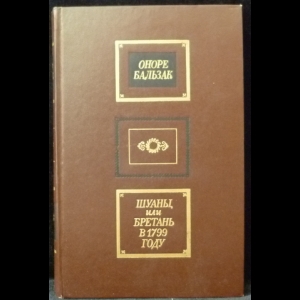 ОНОРЕ
БАЛЬЗАК
ШУАНЫ,
ИЛИ
БРЕТАНЬ
В 1799
ГОДУ